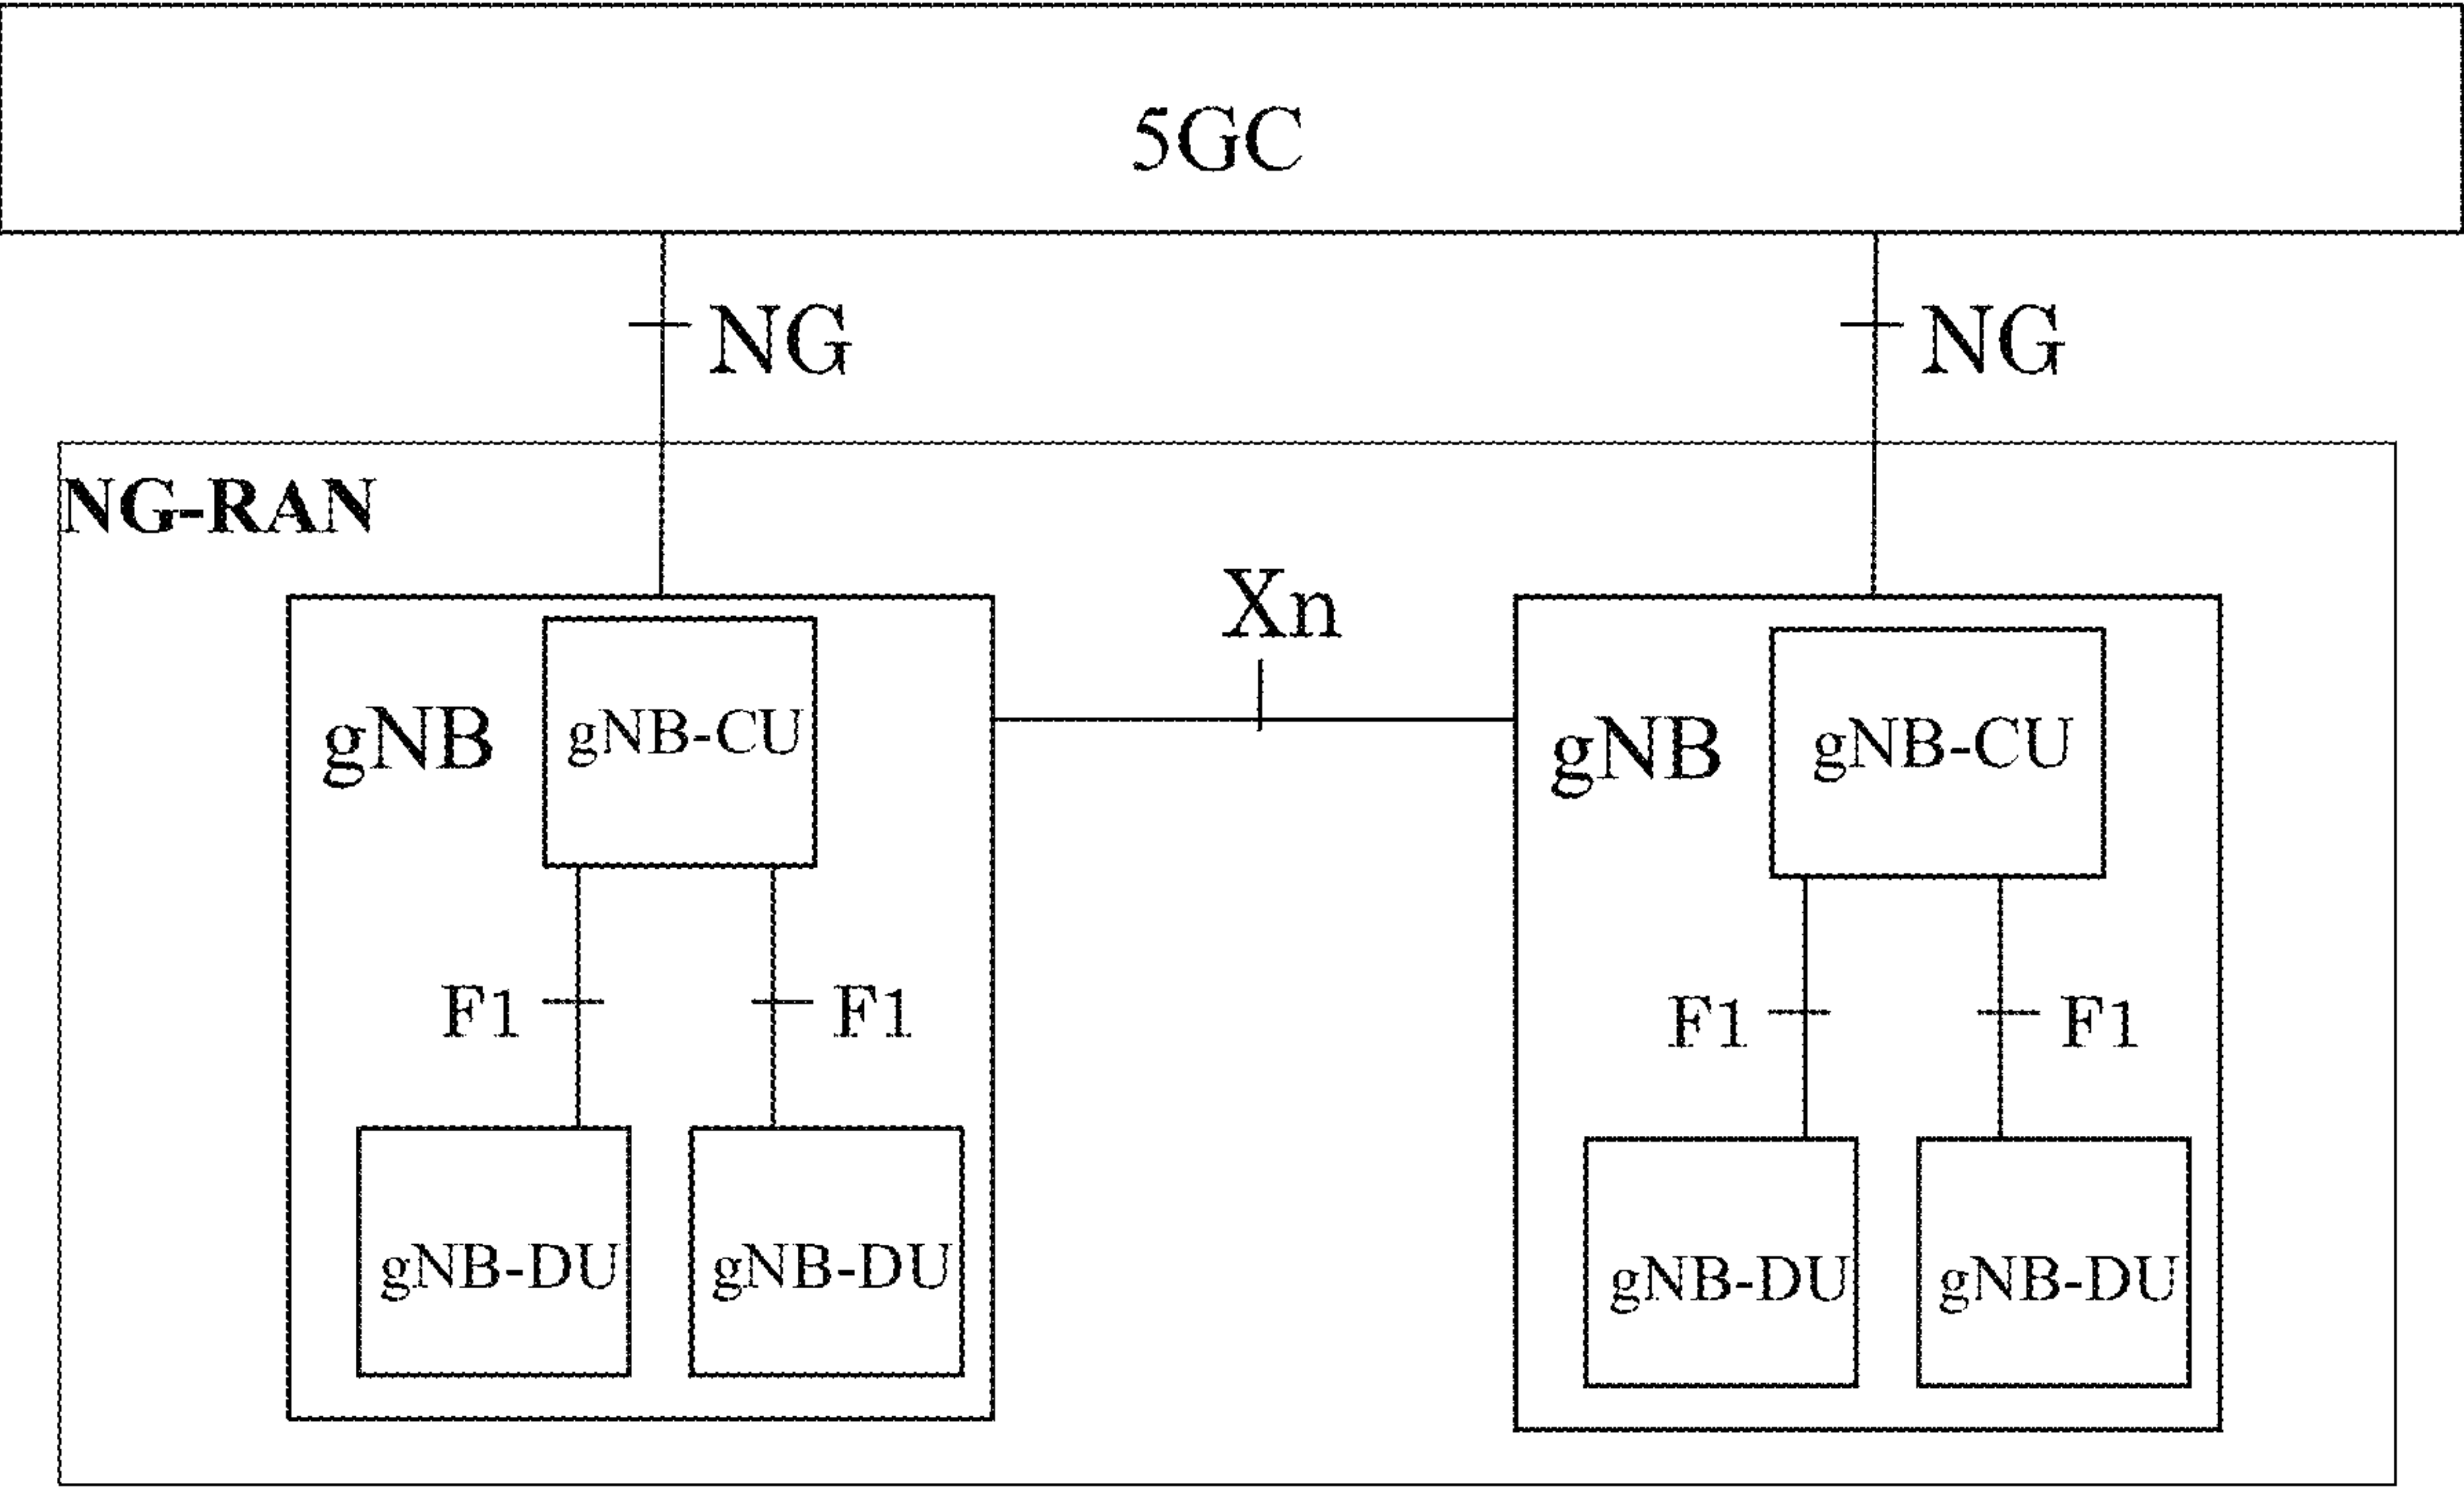 5GC
NG
NG
NG-RAN
Xn
gNB
gNB-CU
gNB
gNB-CU
F1
F1
F1
F1
gNB-DU
gNB-DU
gNB-DU
gNB-DU